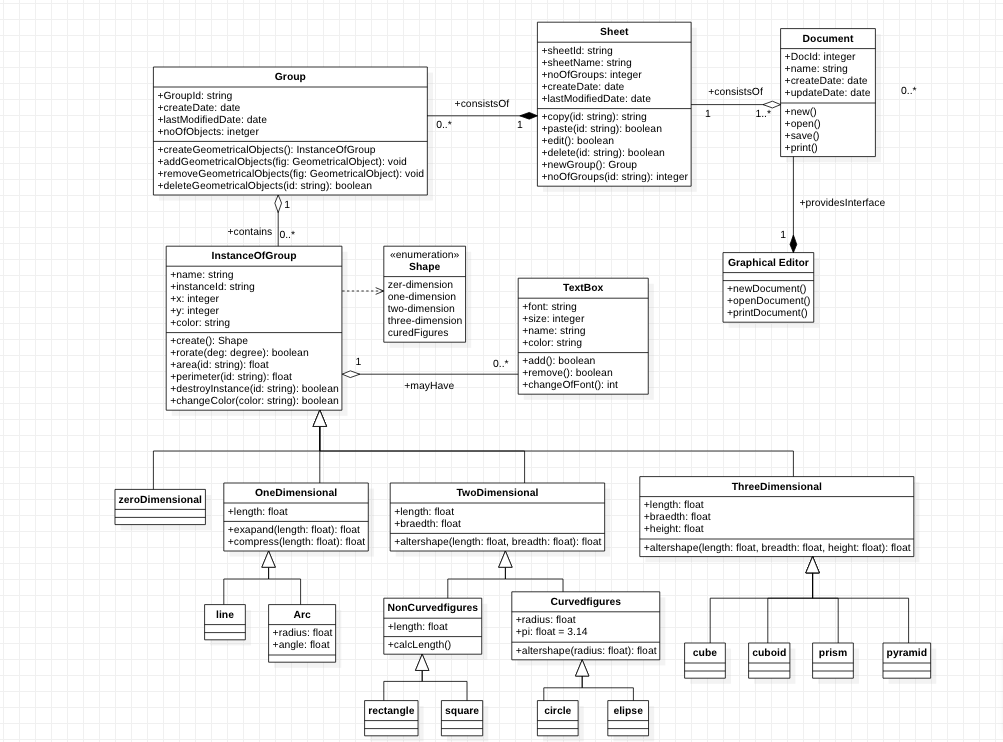 Group
+GroupId: string
+createDate: date
+lastModifiedDate: date
+noOfObjects: inetger
+createGeometricalObjects(): InstanceOfGroup
+addGeometricalObjects(fig: GeometricalObject): void
+removeGeometricalObjects(fig: GeometricalObject): void
+deleteGeometricalObjects(id: string): boolean
+consistsOf
0..*
1
Sheet
+sheetId: string
+sheetName: string
+noOfGroups: integer
+createDate: date
+lastModifiedDate: date
+copy(id: string): string
+paste(id: string): boolean
+edit(): boolean
+delete(id: string): boolean
+newGroup(): Group
+noOfGroups(id: string): integer
+consistsOf
1
1..*
Document
+DocId: integer
+name: string
+createDate: date
+updateDate: date
+new()
+open()
+save()
+print()
0..*
+providesInterface
1
Graphical Editor
+newDocument()
+openDocument()
+printDocument()
1
+contains
0..*
InstanceOfGroup
+name: string
+instanceId: string
+x: integer
+y: integer
+color: string
+create(): Shape
+rorate(deg: degree): boolean
+area(id: string): float
+perimeter(id: string): float
+destroyInstance(id: string): boolean
+changeColor(color: string): boolean
«enumeration»
Shape
zer-dimension
one-dimension
two-dimension
three-dimension
curedFigures
1
0..*
+mayHave
TextBox
+font: string
+size: integer
+name: string
+color: string
+add(): boolean
+remove(): boolean
+changeOfFont(): int
zeroDimensional
OneDimensional
+length: float
+exapand(length: float): float
+compress(length: float): float
TwoDimensional
+length: float
+braedth: float
+altershape(length: float, breadth: float): float
ThreeDimensional
+length: float
+braedth: float
+height: float
+altershape(length: float, breadth: float, height: float): float
line
Arc
+radius: float
+angle: float
NonCurvedfigures
+length: float
+calcLength()
Curvedfigures
+radius: float
+pi: float = 3.14
+altershape(radius: float): float
cube
cuboid
prism
pyramid
rectangle
square
circle
elipse